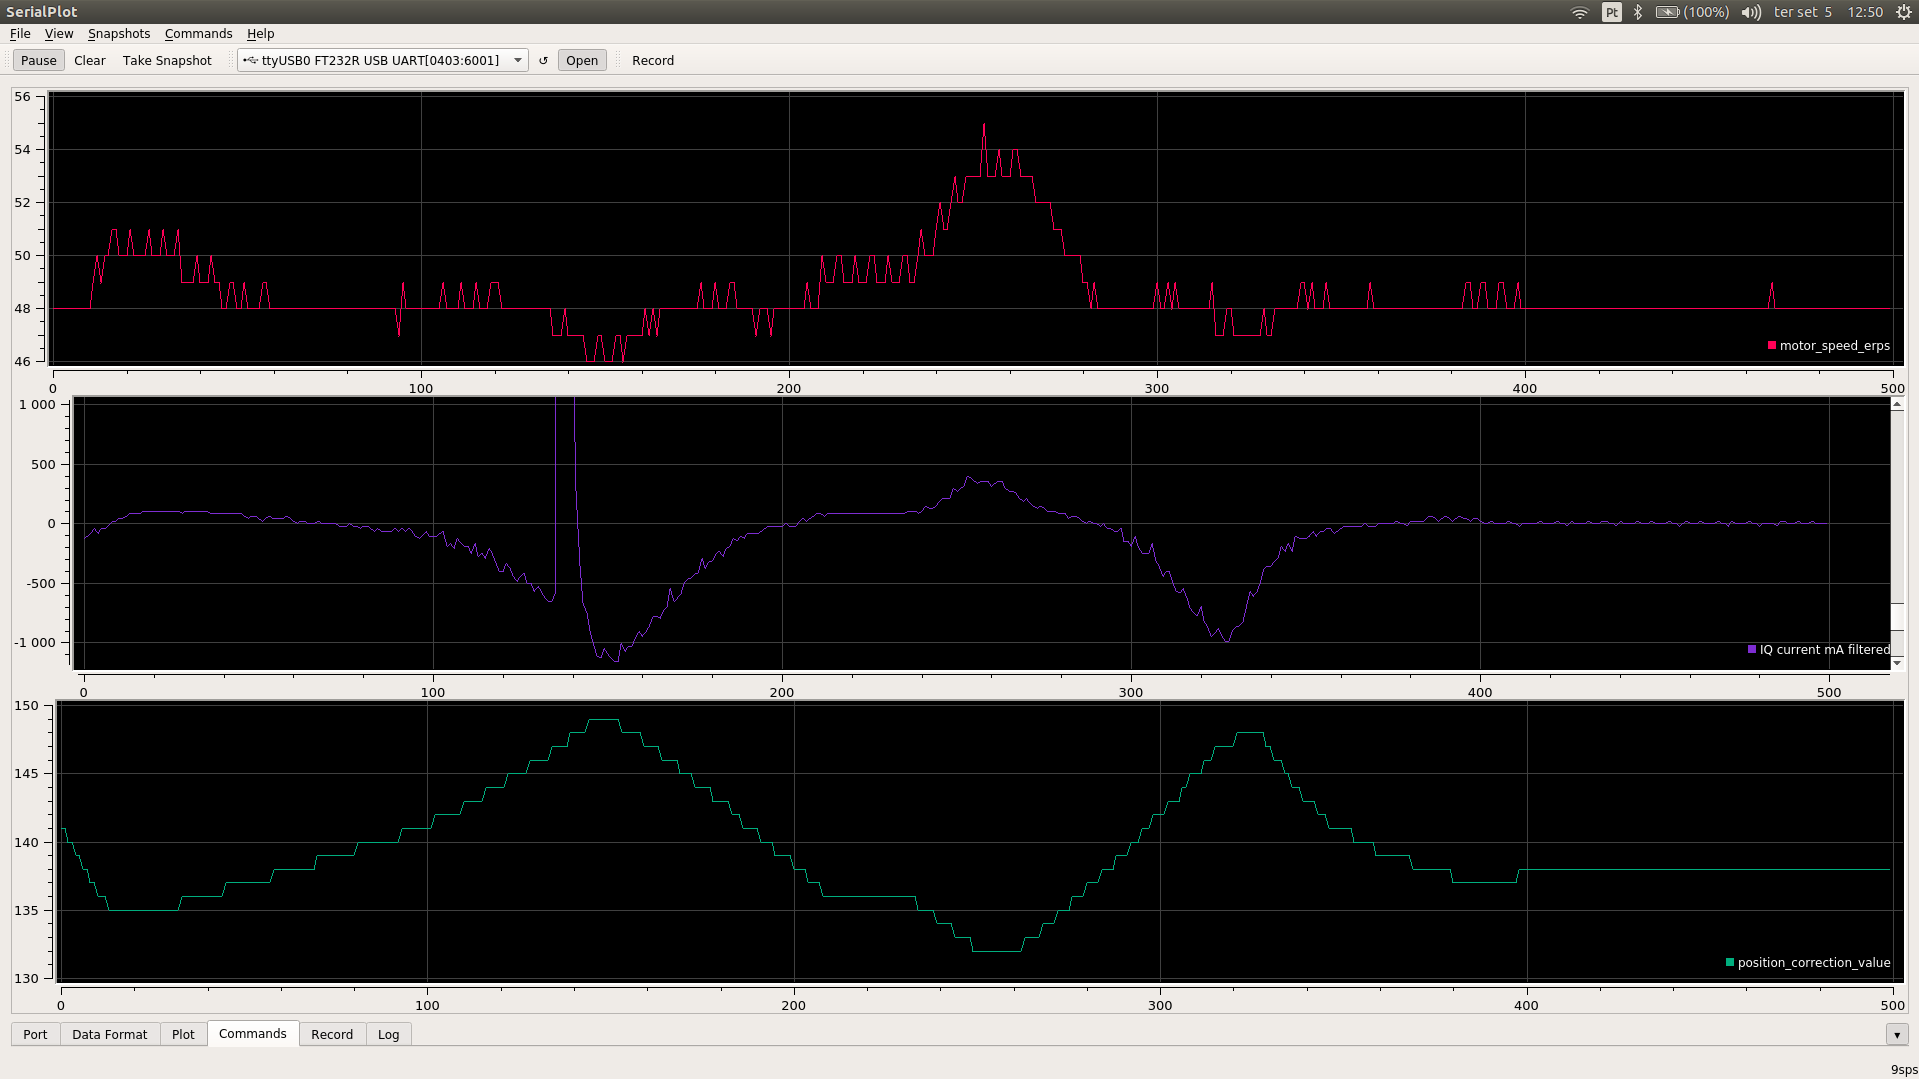 SerialPlot Pt (100%) ter set 5 12:50
File View Snapshots Commands Help
Pause Clear Take Snapshot ttyUSB0 FT232R USB UART[0403:6001] Open Record
56
54
52
50
48
46
motor_speed_erps
0 100 200 300 400 500
1 000
500
0
-500
-1 000
IQ current mA filtered
0 100 200 300 400 500
150
145
140
135
130
position_correction_value
0 100 200 300 400 500
Port Data Format Plot Commands Record Log
9sps